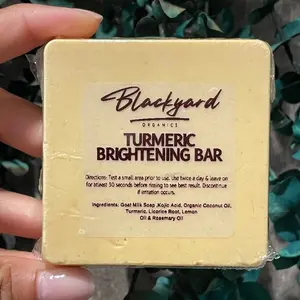 Blackyard
ORGANICS
TURMERIC
BRIGHTENING BAR
Directions: Test a small area prior to use. Use twice a day & leave on
for atleast 30 seconds before rinsing to see best result. Discontinue
if irritation occurs.
Ingredients: Goat Milk Soap ,Kojic Acid, Organic Coconut Oil,
Turmeric, Licorice Root, Lemon
Oil & Rosemary Oil